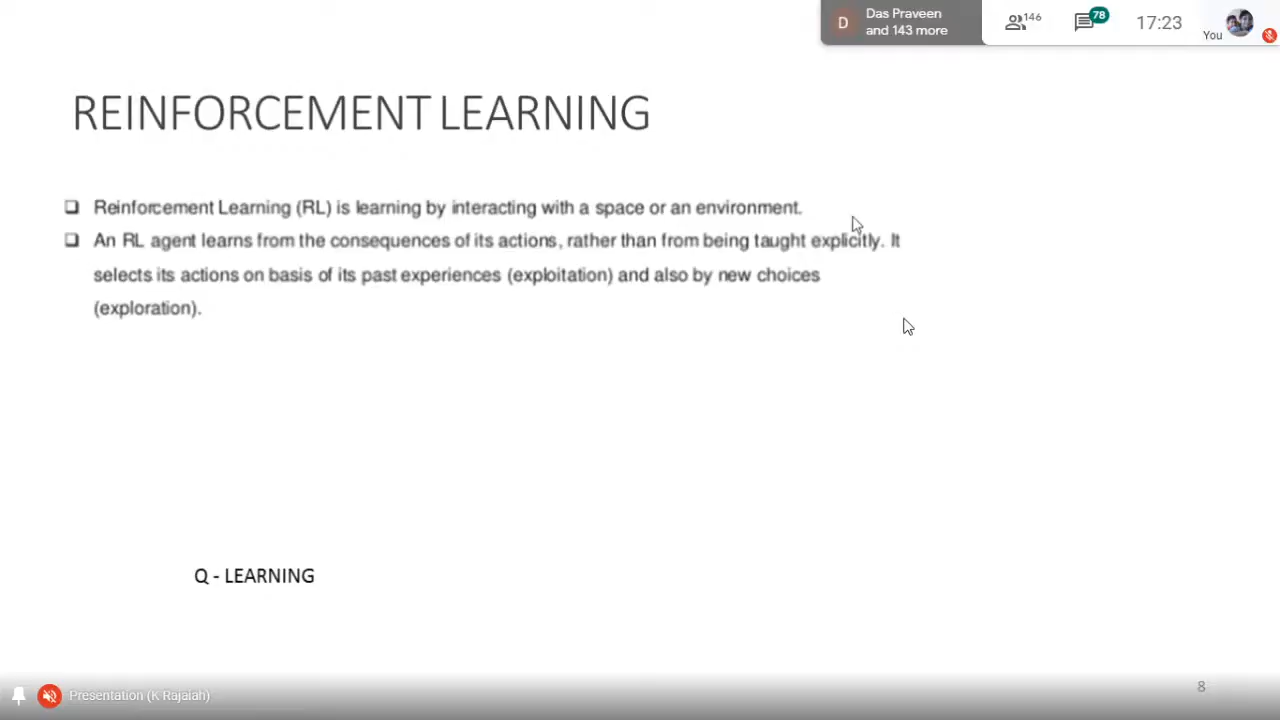 D
Das Praveen
and 143 more
146
78
17:23
You
REINFORCEMENT LEARNING
Reinforcement Learning (RL) is learning by interacting with a space or an environment.
An RL agent learns from the consequences of its actions, rather than from being taught explicitly. It
selects its actions on basis of its past experiences (exploitation) and also by new choices
(exploration).
Q - LEARNING
Presentation (K Rajaiah)
8